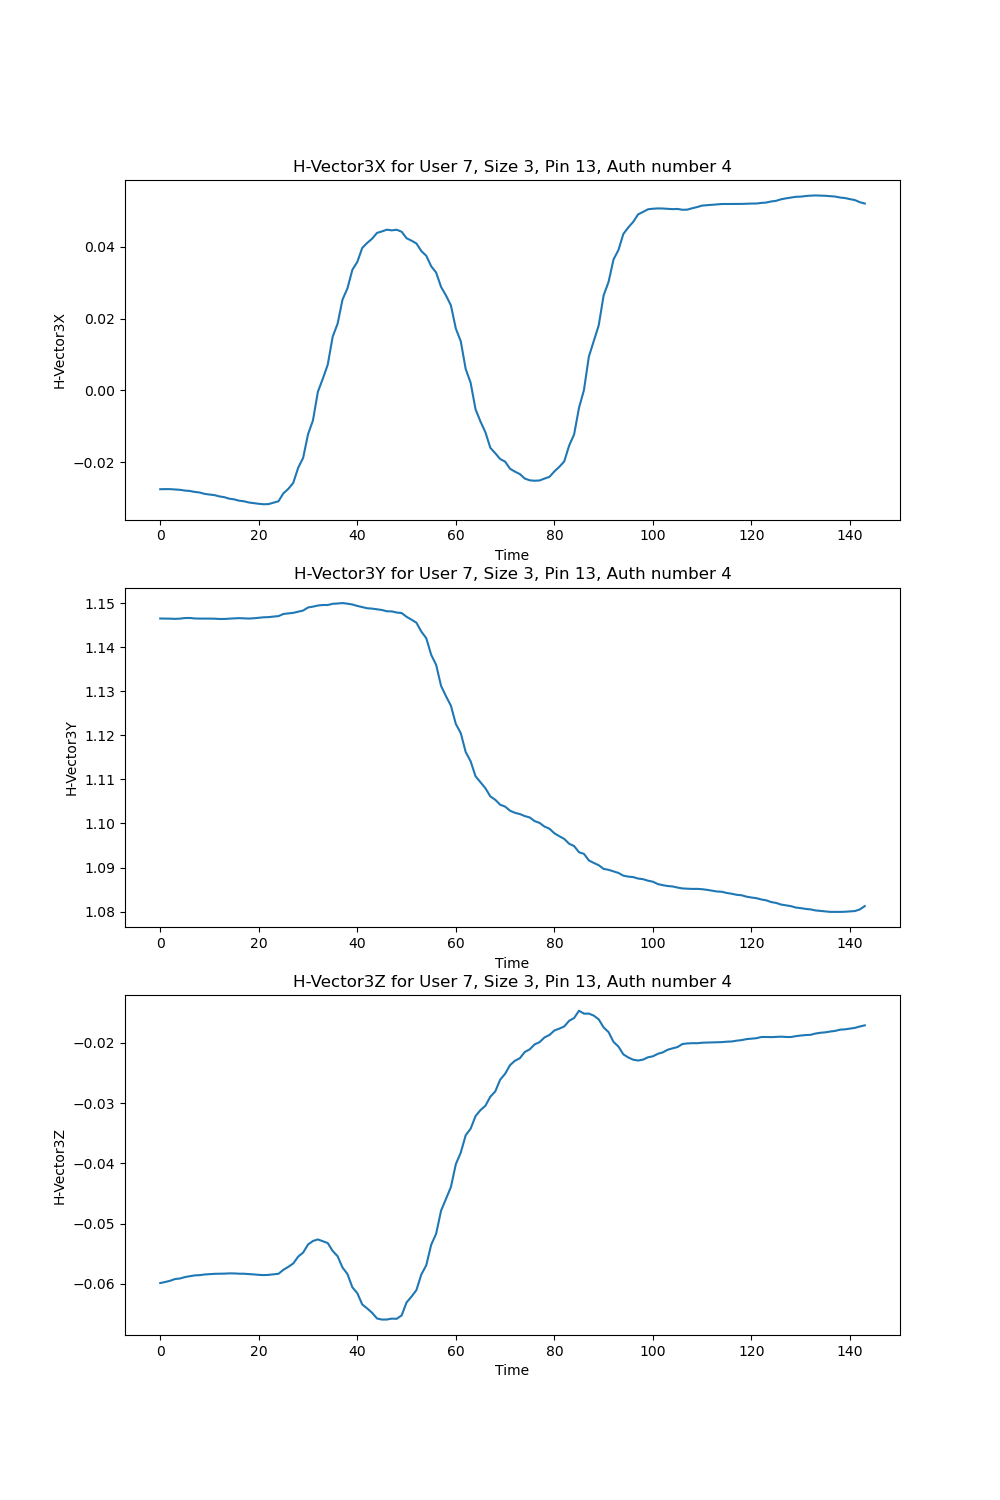 H-Vector3X for User 7, Size 3, Pin 13, Auth number 4
0.04
0.02
0.00
−0.02
H-Vector3X
0 20 40 60 80 100 120 140
Time
H-Vector3Y for User 7, Size 3, Pin 13, Auth number 4
1.15
1.14
1.13
1.12
1.11
1.10
1.09
1.08
H-Vector3Y
0 20 40 60 80 100 120 140
Time
H-Vector3Z for User 7, Size 3, Pin 13, Auth number 4
−0.02
−0.03
−0.04
−0.05
−0.06
H-Vector3Z
0 20 40 60 80 100 120 140
Time